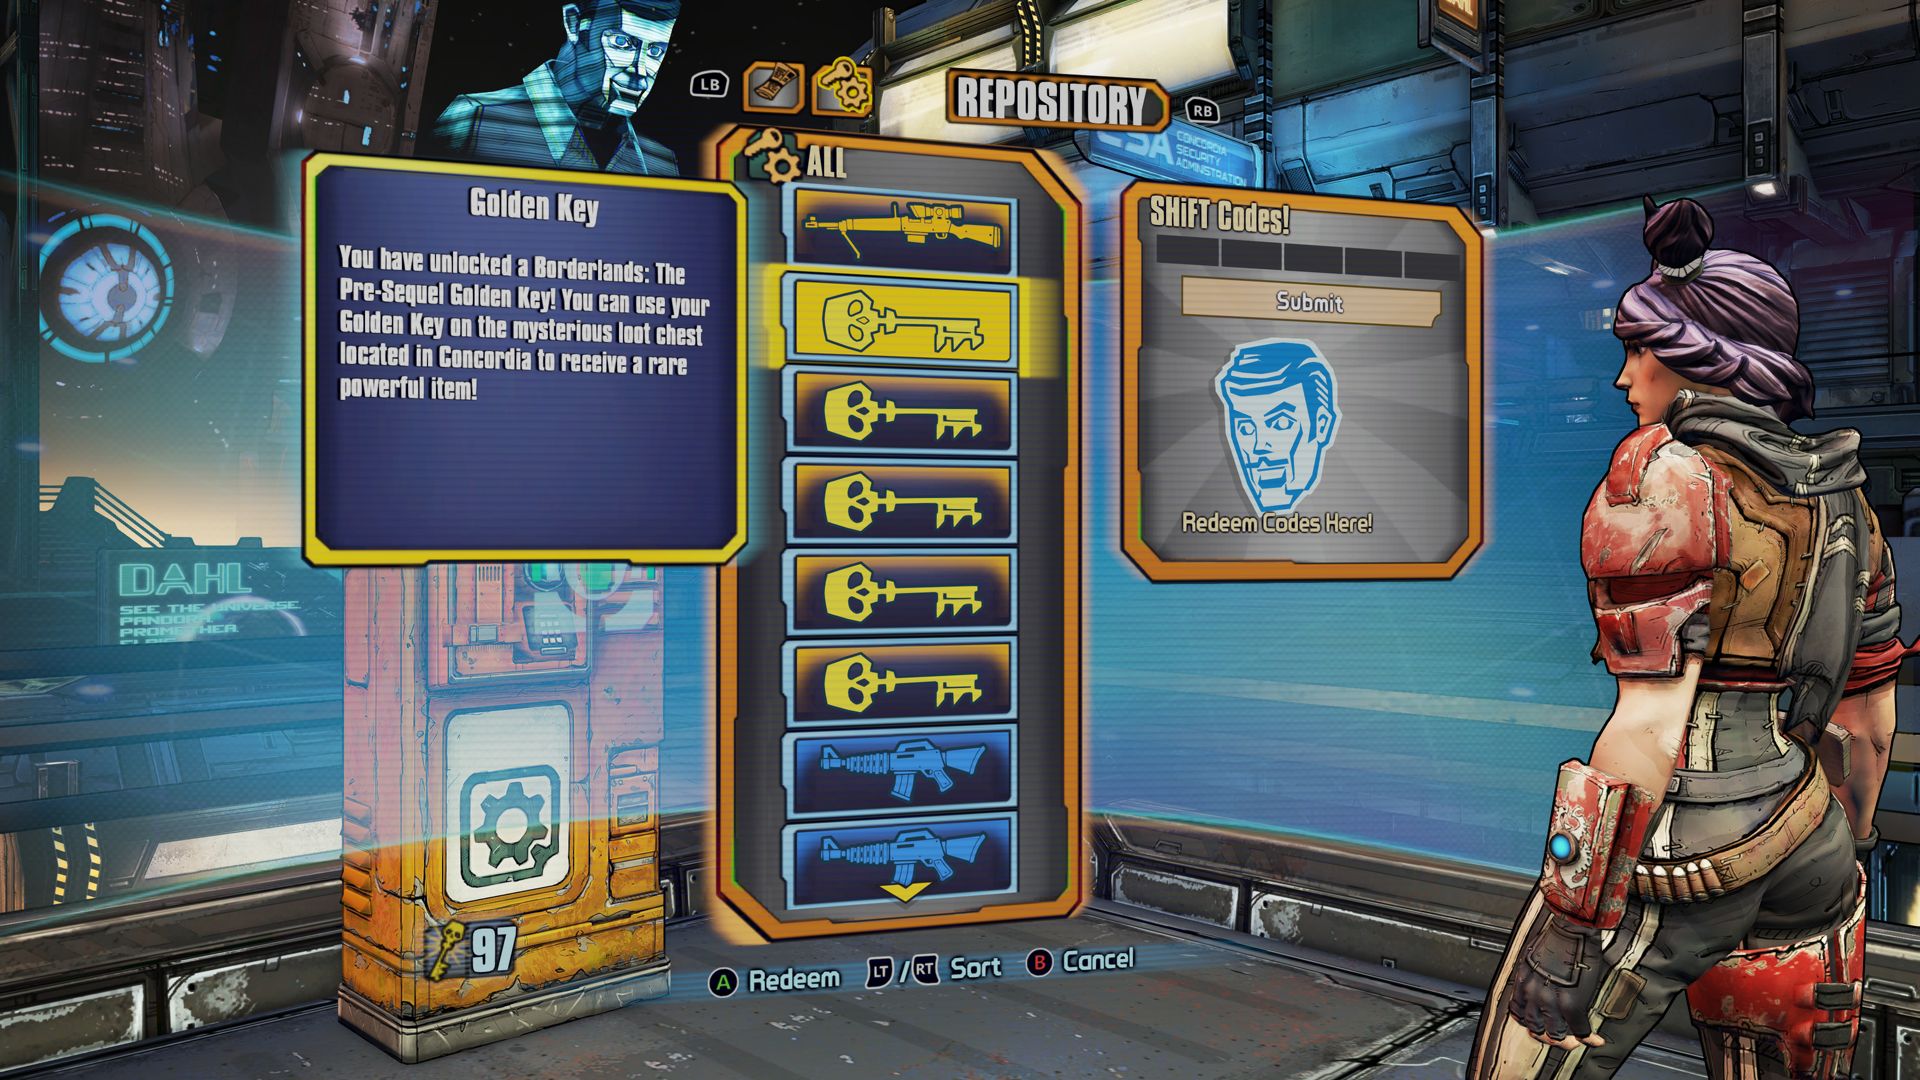 LB
REPOSITORY
RB
CONCORDIA
SECURITY
ADMINISTRATION
ALL
Golden Key
You have unlocked a Borderlands: The
Pre-Sequel Golden Key! You can use your
Golden Key on the mysterious loot chest
located in Concordia to receive a rare
powerful item!
SHiFT Codes!
Submit
Redeem Codes Here!
DAHL
SEE THE UNIVERSE.
PANDORA.
PROMETHEA.
97
A Redeem LT / RT Sort B Cancel